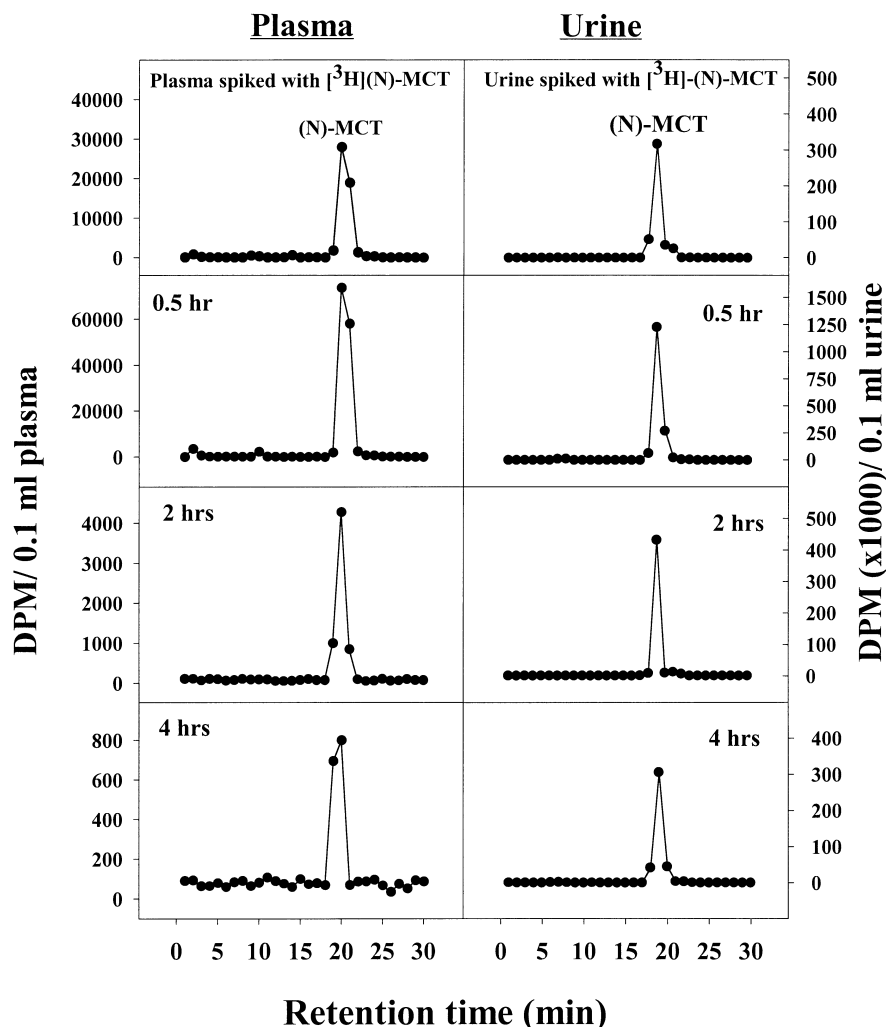 Plasma
Urine
Plasma spiked with [3H](N)-MCT
Urine spiked with [3H]-(N)-MCT
(N)-MCT
(N)-MCT
40000
30000
20000
10000
0
500
400
300
200
100
0
0.5 hr
0.5 hr
60000
40000
20000
0
1500
1250
1000
750
500
250
0
2 hrs
2 hrs
4000
3000
2000
1000
0
500
400
300
200
100
0
4 hrs
4 hrs
800
600
400
200
0
400
300
200
100
0
0 5 10 15 20 25 30
0 5 10 15 20 25 30
DPM/ 0.1 ml plasma
DPM (x1000)/ 0.1 ml urine
Retention time (min)